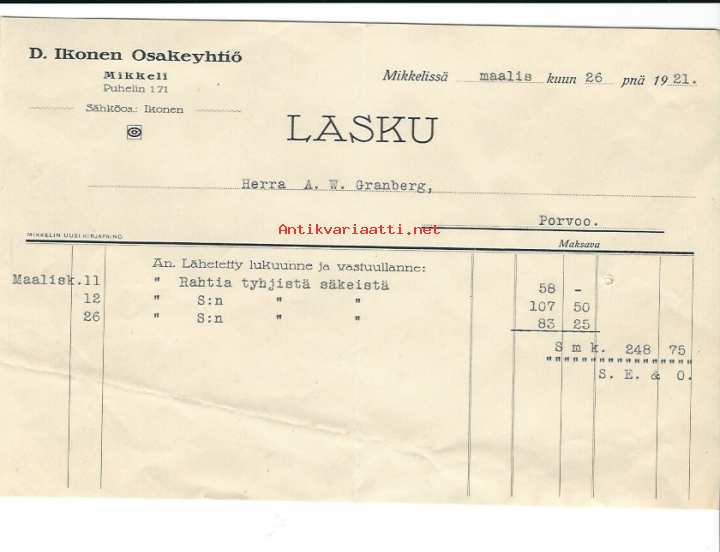 D. Ikonen Osakeyhtiö
Mikkeli
Puhelin 171
Sähköos.: Ikonen
Mikkelissä maalis kuun 26 pnä 1921.
LASKU
Herra A. W. Granberg,
Antikvariaatti.net
Porvoo.
MIKKELIN UUSI KIRJAPAINO
Maksava
An. Lähetetty lukuunne ja vastuullanne:
Maalisk.11 " Rahtia tyhjistä säkeistä 58 -
12 " S:n " " 107 50
26 " S:n " " 83 25
Smk. 248 75
" " " " " " " " " " " " " " " " "
S. E. & O.